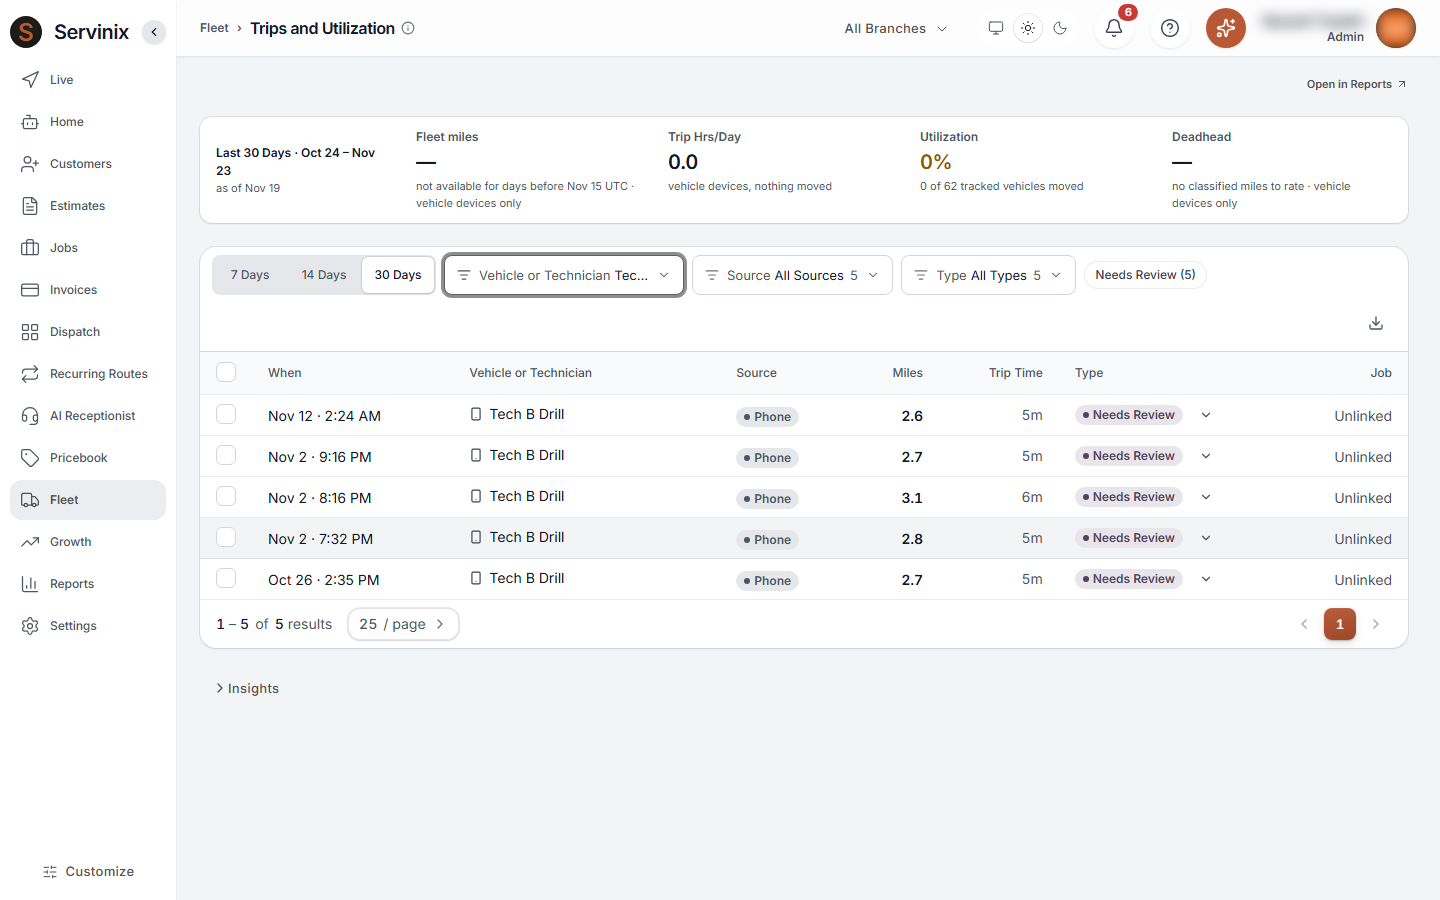 S Servinix
Fleet › Trips and Utilization
All Branches
6
Admin
Live
Home
Customers
Estimates
Jobs
Invoices
Dispatch
Recurring Routes
AI Receptionist
Pricebook
Fleet
Growth
Reports
Settings
Customize
Open in Reports
Last 30 Days · Oct 24 – Nov
23
as of Nov 19
Fleet miles
—
not available for days before Nov 15 UTC ·
vehicle devices only
Trip Hrs/Day
0.0
vehicle devices, nothing moved
Utilization
0%
0 of 62 tracked vehicles moved
Deadhead
—
no classified miles to rate · vehicle
devices only
7 Days 14 Days 30 Days Vehicle or Technician Tec... Source All Sources 5 Type All Types 5 Needs Review (5)
When Vehicle or Technician Source Miles Trip Time Type Job
Nov 12 · 2:24 AM Tech B Drill Phone 2.6 5m Needs Review Unlinked
Nov 2 · 9:16 PM Tech B Drill Phone 2.7 5m Needs Review Unlinked
Nov 2 · 8:16 PM Tech B Drill Phone 3.1 6m Needs Review Unlinked
Nov 2 · 7:32 PM Tech B Drill Phone 2.8 5m Needs Review Unlinked
Oct 26 · 2:35 PM Tech B Drill Phone 2.7 5m Needs Review Unlinked
1 – 5 of 5 results 25 / page 1
Insights